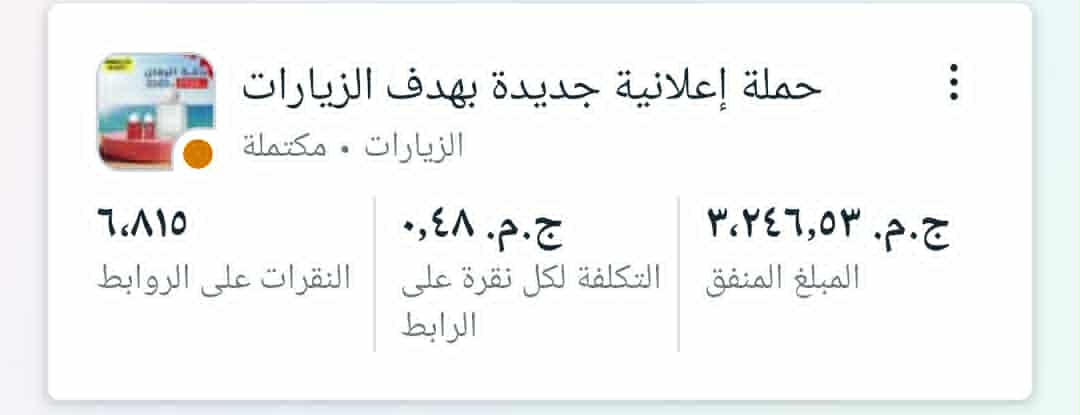 حملة إعلانية جديدة بهدف الزيارات
الزيارات • مكتملة
ج.م. ٣،٢٤٦,٥٣
المبلغ المنفق
ج.م. ٠,٤٨
التكلفة لكل نقرة على
الرابط
٦،٨١٥
النقرات على الروابط